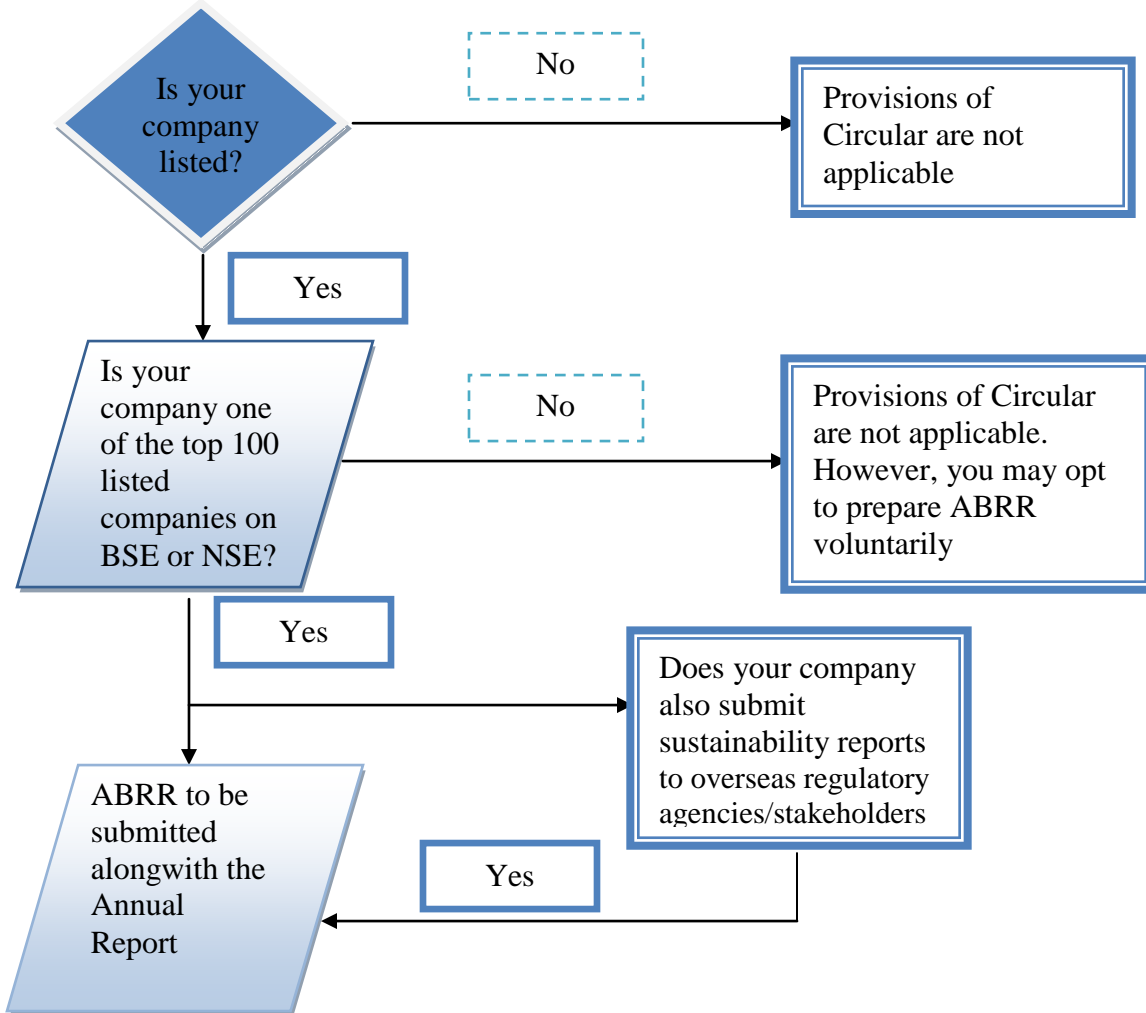 Is your
company
listed?
No
Provisions of
Circular are not
applicable
Yes
Is your
company one
of the top 100
listed
companies on
BSE or NSE?
No
Provisions of Circular
are not applicable.
However, you may opt
to prepare ABRR
voluntarily
Yes
Does your company
also submit
sustainability reports
to overseas regulatory
agencies/stakeholders
ABRR to be
submitted
alongwith the
Annual
Report
Yes